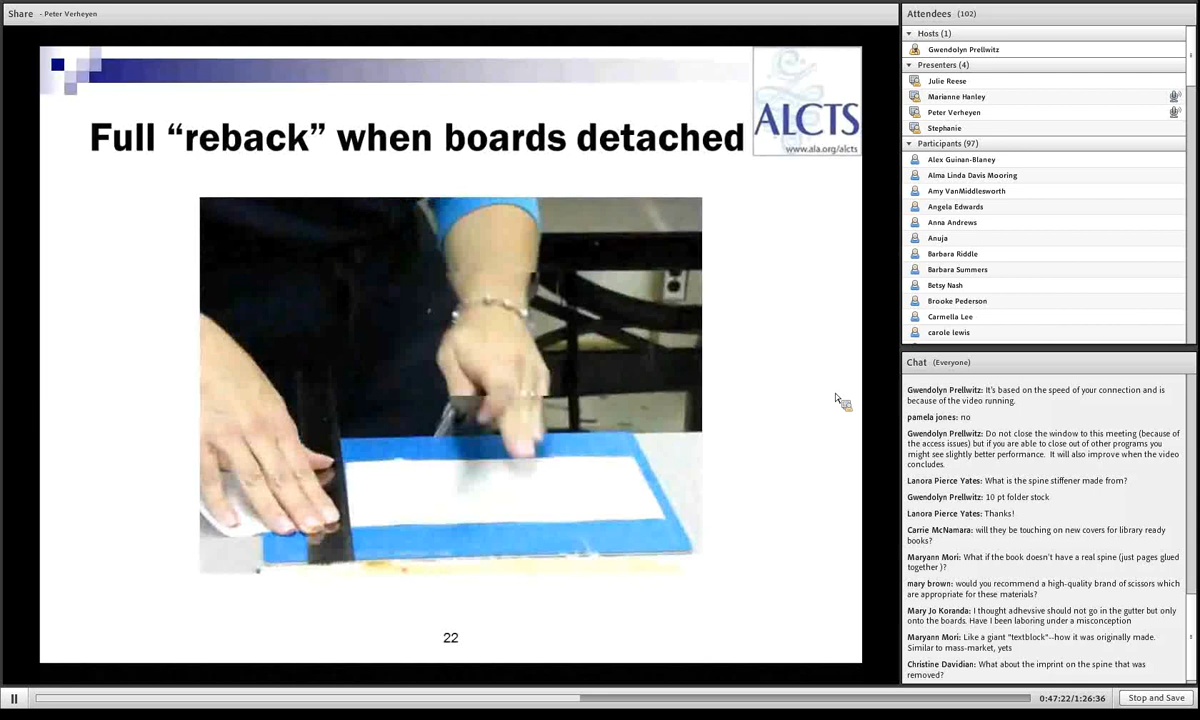 Share - Peter Verheyen
Full “reback” when boards detached
ALCTS
www.ala.org/alcts
22
Attendees (102)
Hosts (1)
Gwendolyn Prellwitz
Presenters (4)
Julie Reese
Marianne Hanley
Peter Verheyen
Stephanie
Participants (97)
Alex Guinan-Blaney
Alma Linda Davis Mooring
Amy VanMiddlesworth
Angela Edwards
Anna Andrews
Anuja
Barbara Riddle
Barbara Summers
Betsy Nash
Brooke Pederson
Carmella Lee
carole lewis
Chat (Everyone)
Gwendolyn Prellwitz: It's based on the speed of your connection and is
because of the video running.
pamela jones: no
Gwendolyn Prellwitz: Do not close the window to this meeting (because of
the access issues) but if you are able to close out of other programs you
might see slightly better performance. It will also improve when the video
concludes.
Lanora Pierce Yates: What is the spine stiffener made from?
Gwendolyn Prellwitz: 10 pt folder stock
Lanora Pierce Yates: Thanks!
Carrie McNamara: will they be touching on new covers for library ready
books?
Maryann Mori: What if the book doesn't have a real spine (just pages glued
together )?
mary brown: would you recommend a high-quality brand of scissors which
are appropriate for these materials?
Mary Jo Koranda: I thought adhevsive should not go in the gutter but only
onto the boards. Have I been laboring under a misconception
Maryann Mori: Like a giant "textblock"--how it was originally made.
Similar to mass-market, yets
Christine Davidian: What about the imprint on the spine that was
removed?
0:47:22/1:26:36
Stop and Save